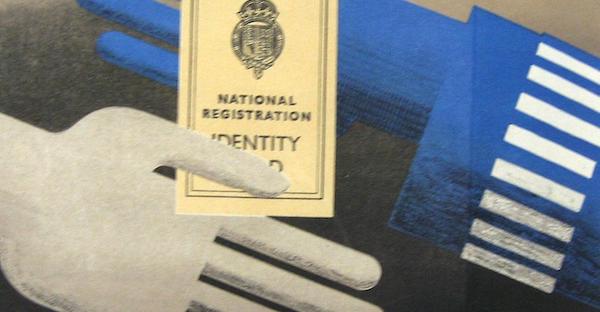 NATIONAL
REGISTRATION
IDENTITY
D